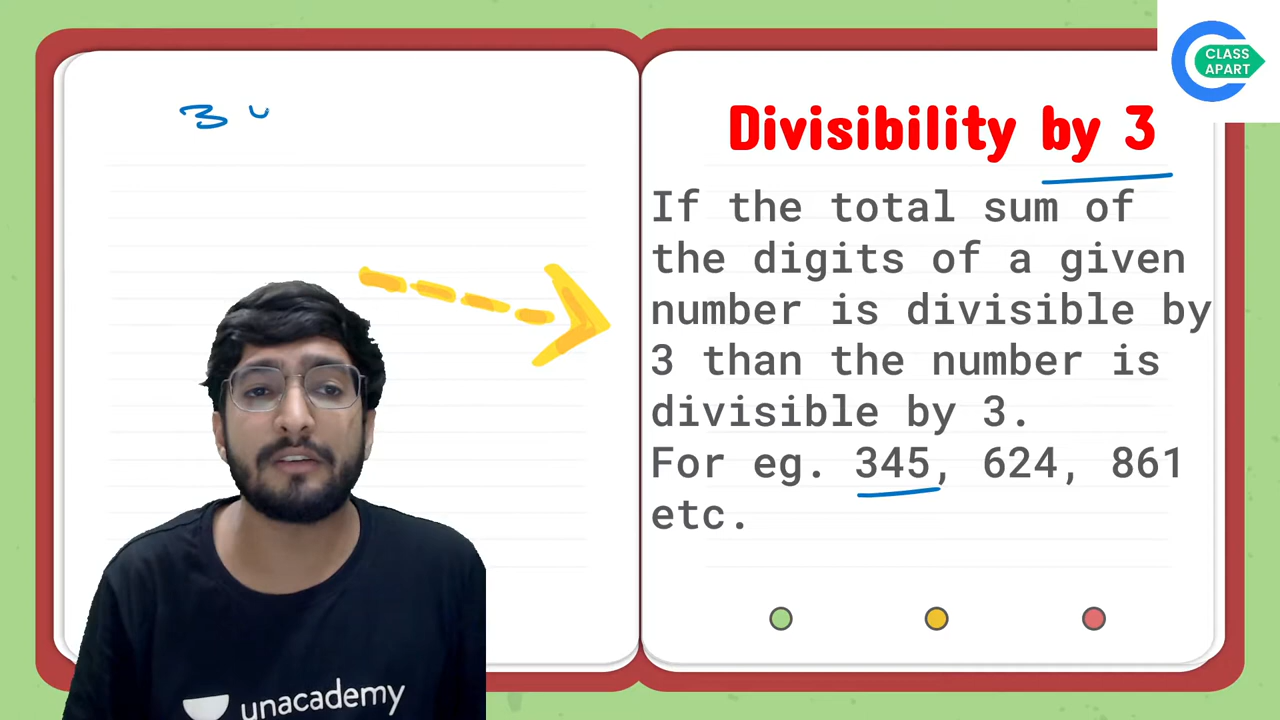 CLASS
APART
3
Divisibility by 3
If the total sum of
the digits of a given
number is divisible by
3 than the number is
divisible by 3.
For eg. 345, 624, 861
etc.
unacademy